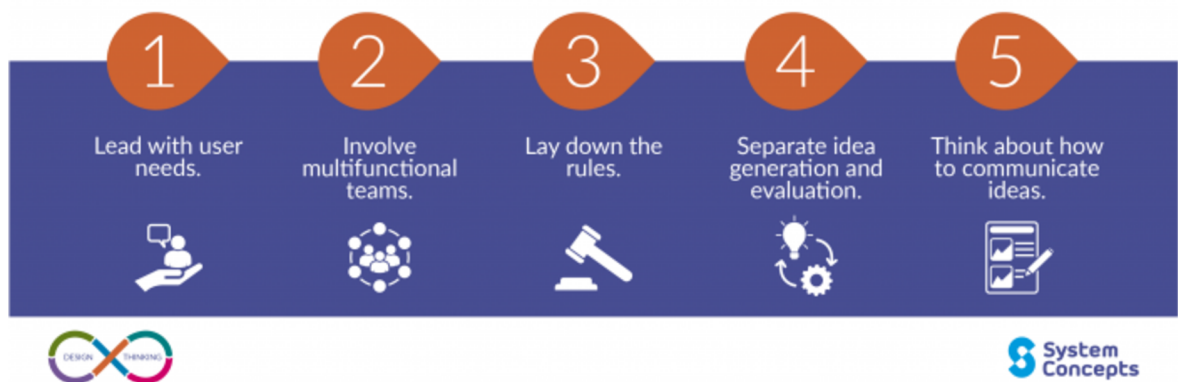 1
2
3
4
5
Lead with user
needs.
Involve
multifunctional
teams.
Lay down the
rules.
Separate idea
generation and
evaluation.
Think about how
to communicate
ideas.
DESIGN
THINKING
System
Concepts